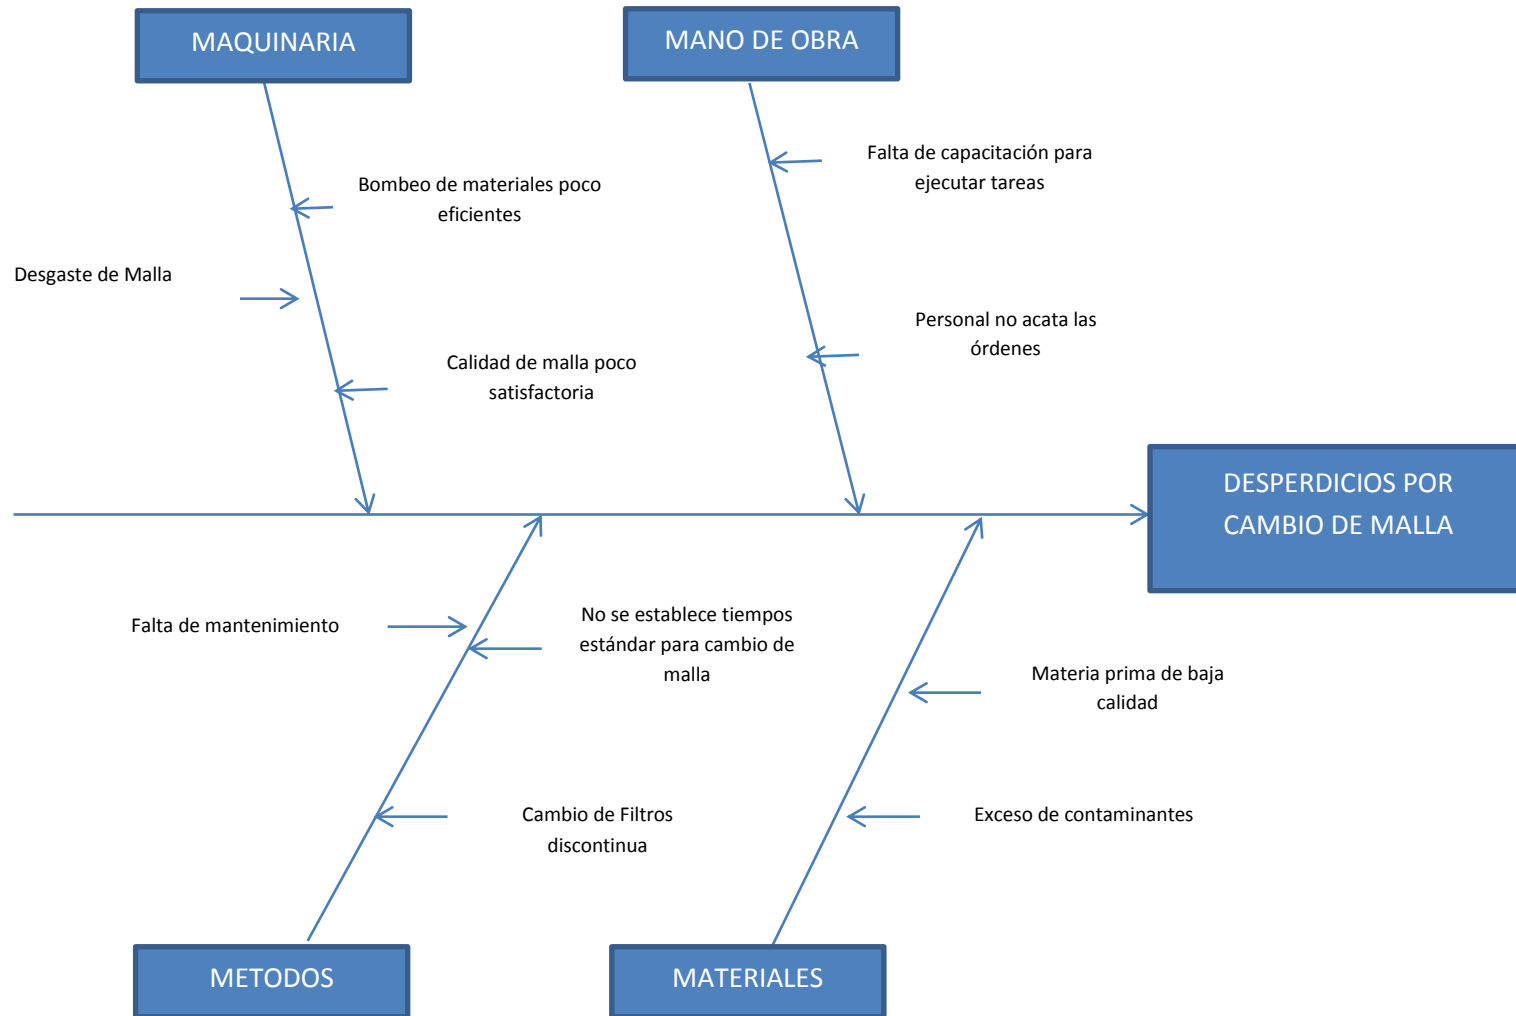 MAQUINARIA
MANO DE OBRA
Falta de capacitación para
ejecutar tareas
Bombeo de materiales poco
eficientes
Desgaste de Malla
Personal no acata las
órdenes
Calidad de malla poco
satisfactoria
DESPERDICIOS POR
CAMBIO DE MALLA
Falta de mantenimiento
No se establece tiempos
estándar para cambio de
malla
Materia prima de baja
calidad
Cambio de Filtros
discontinua
Exceso de contaminantes
METODOS
MATERIALES